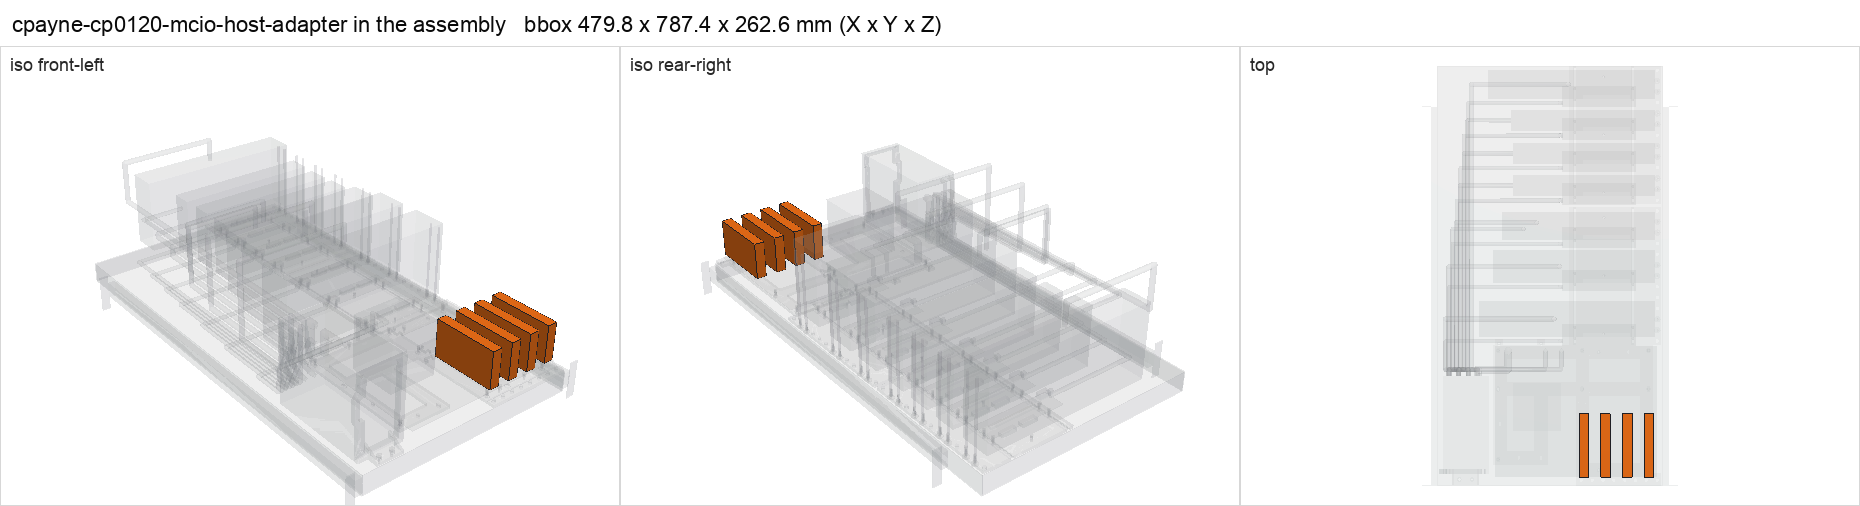 cpayne-cp0120-mcio-host-adapter in the assembly   bbox 479.8 x 787.4 x 262.6 mm (X x Y x Z)
iso front-left
iso rear-right
top